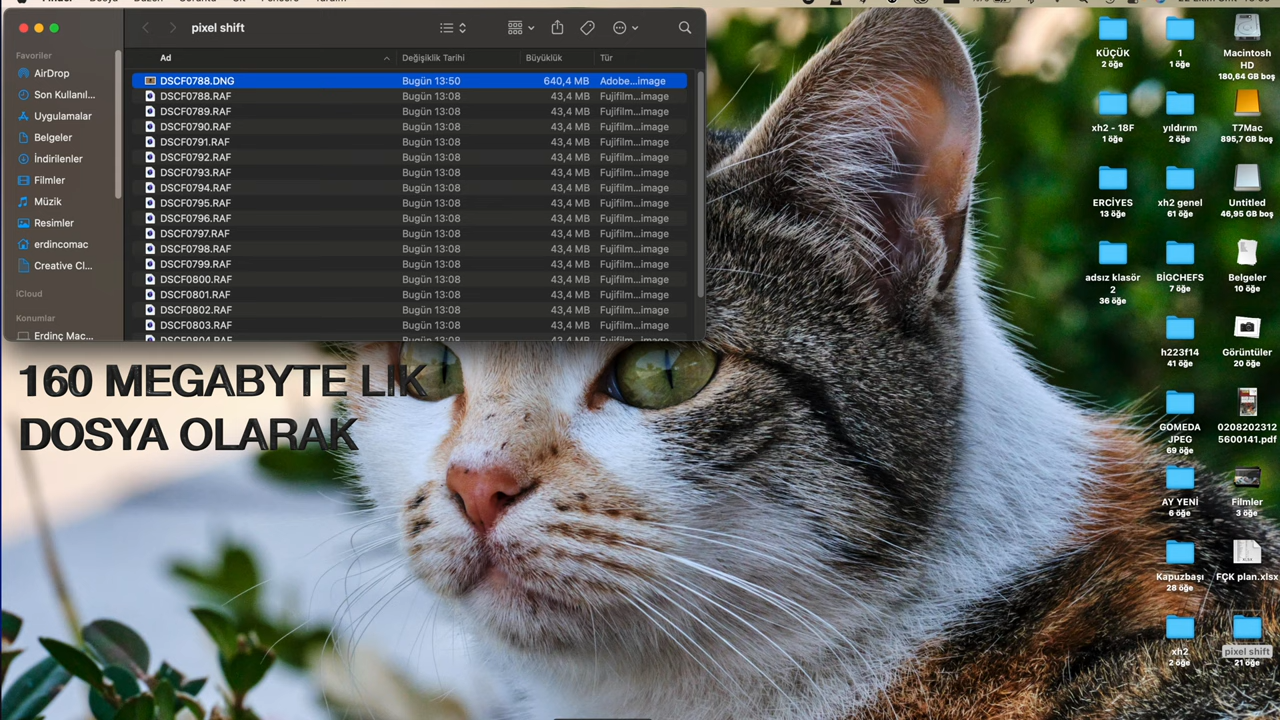 pixel shift
Favoriler
AirDrop
Son Kullanıl...
Uygulamalar
Belgeler
İndirilenler
Filmler
Müzik
Resimler
erdincomac
Creative Cl...
iCloud
Konumlar
Erdinç Mac...
Ad Değişiklik Tarihi Büyüklük Tür
DSCF0788.DNG Bugün 13:50 640,4 MB Adobe...image
DSCF0788.RAF Bugün 13:08 43,4 MB Fujifilm...image
DSCF0789.RAF Bugün 13:08 43,4 MB Fujifilm...image
DSCF0790.RAF Bugün 13:08 43,4 MB Fujifilm...image
DSCF0791.RAF Bugün 13:08 43,4 MB Fujifilm...image
DSCF0792.RAF Bugün 13:08 43,4 MB Fujifilm...image
DSCF0793.RAF Bugün 13:08 43,4 MB Fujifilm...image
DSCF0794.RAF Bugün 13:08 43,4 MB Fujifilm...image
DSCF0795.RAF Bugün 13:08 43,4 MB Fujifilm...image
DSCF0796.RAF Bugün 13:08 43,4 MB Fujifilm...image
DSCF0797.RAF Bugün 13:08 43,4 MB Fujifilm...image
DSCF0798.RAF Bugün 13:08 43,4 MB Fujifilm...image
DSCF0799.RAF Bugün 13:08 43,4 MB Fujifilm...image
DSCF0800.RAF Bugün 13:08 43,4 MB Fujifilm...image
DSCF0801.RAF Bugün 13:08 43,4 MB Fujifilm...image
DSCF0802.RAF Bugün 13:08 43,4 MB Fujifilm...image
DSCF0803.RAF Bugün 13:08 43,4 MB Fujifilm...image
DSCF0804.RAF Bugün 13:08 43,4 MB Fujifilm...image
160 MEGABYTE LIK
DOSYA OLARAK
KÜÇÜK
2 öğe
1
1 öğe
Macintosh
HD
180,64 GB boş
xh2 - 18F
1 öğe
yıldırım
2 öğe
T7Mac
895,7 GB boş
ERCİYES
13 öğe
xh2 genel
61 öğe
Untitled
46,95 GB boş
adsız klasör
2
36 öğe
BİGCHEFS
7 öğe
Belgeler
10 öğe
h223f14
41 öğe
Görüntüler
20 öğe
GOMEDA
JPEG
69 öğe
0208202312
5600141.pdf
AY YENİ
6 öğe
Filmler
3 öğe
Kapuzbaşı
28 öğe
FÇK plan.xlsx
xh2
2 öğe
pixel shift
21 öğe